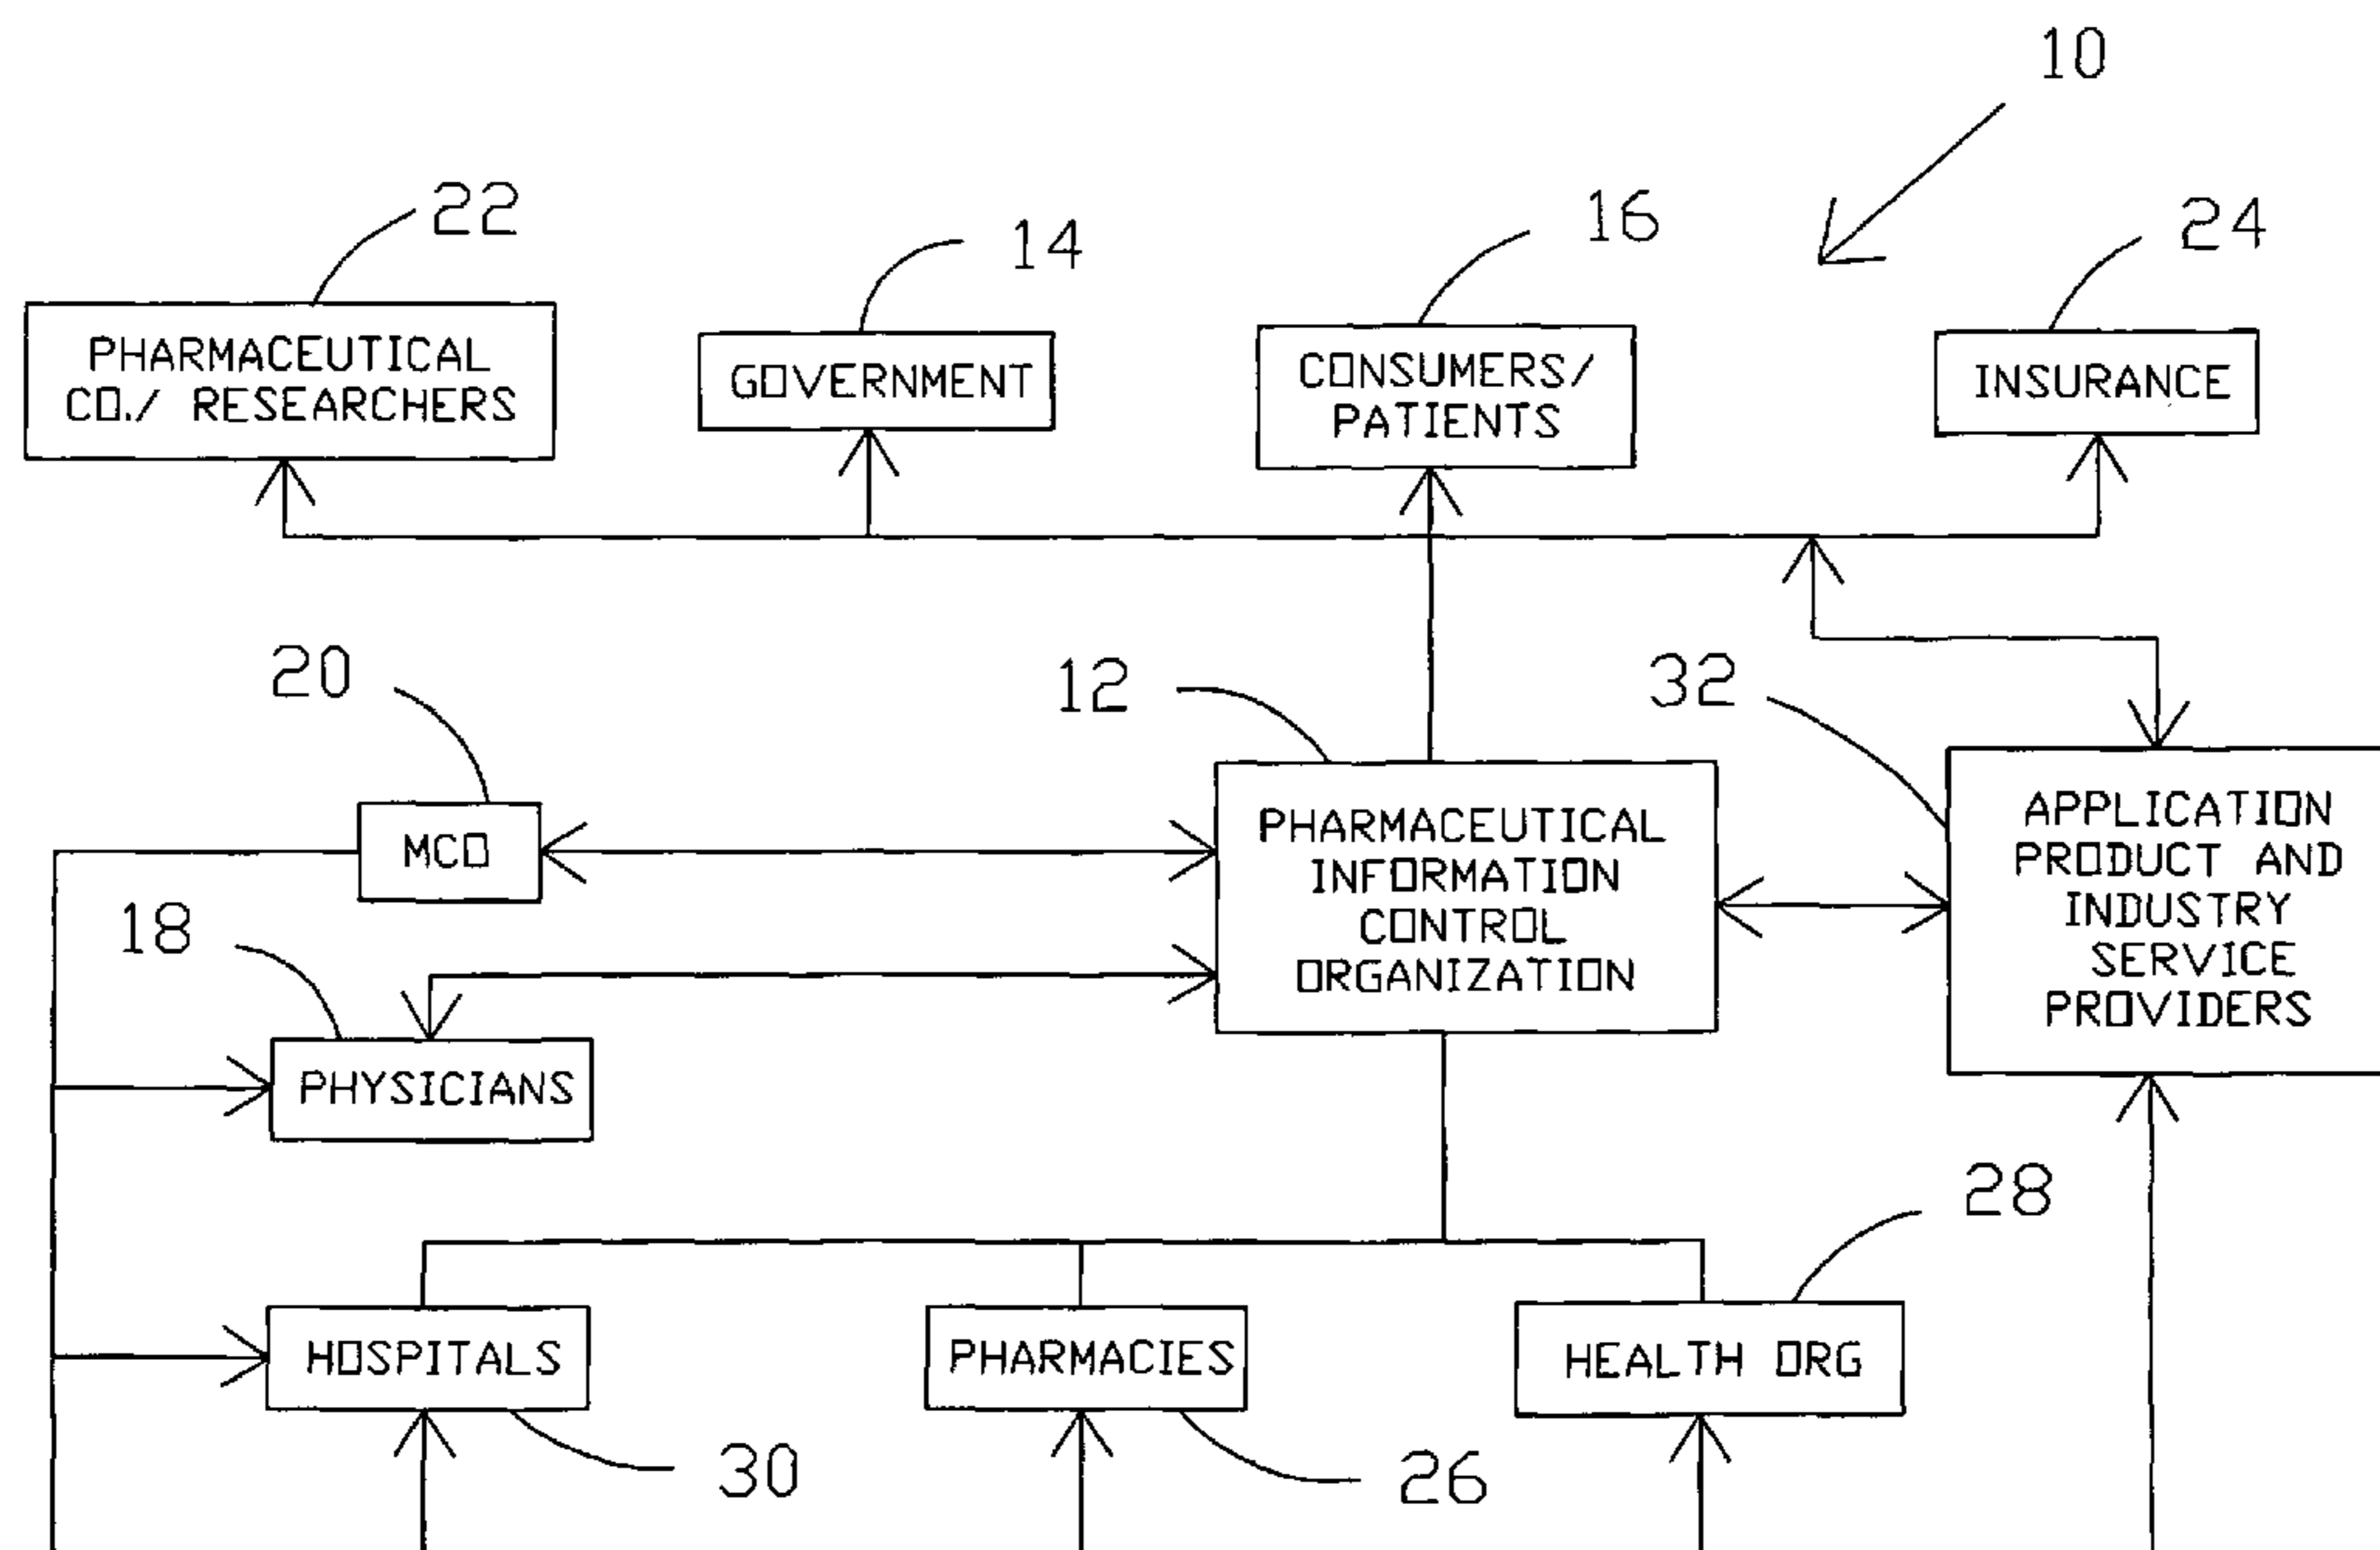 10
22
14
16
24
PHARMACEUTICAL
CO./ RESEARCHERS
GOVERNMENT
CONSUMERS/
PATIENTS
INSURANCE
20
12
32
MCO
PHARMACEUTICAL
INFORMATION
CONTROL
ORGANIZATION
APPLICATION
PRODUCT AND
INDUSTRY
SERVICE
PROVIDERS
18
PHYSICIANS
28
HOSPITALS
PHARMACIES
HEALTH ORG
30
26